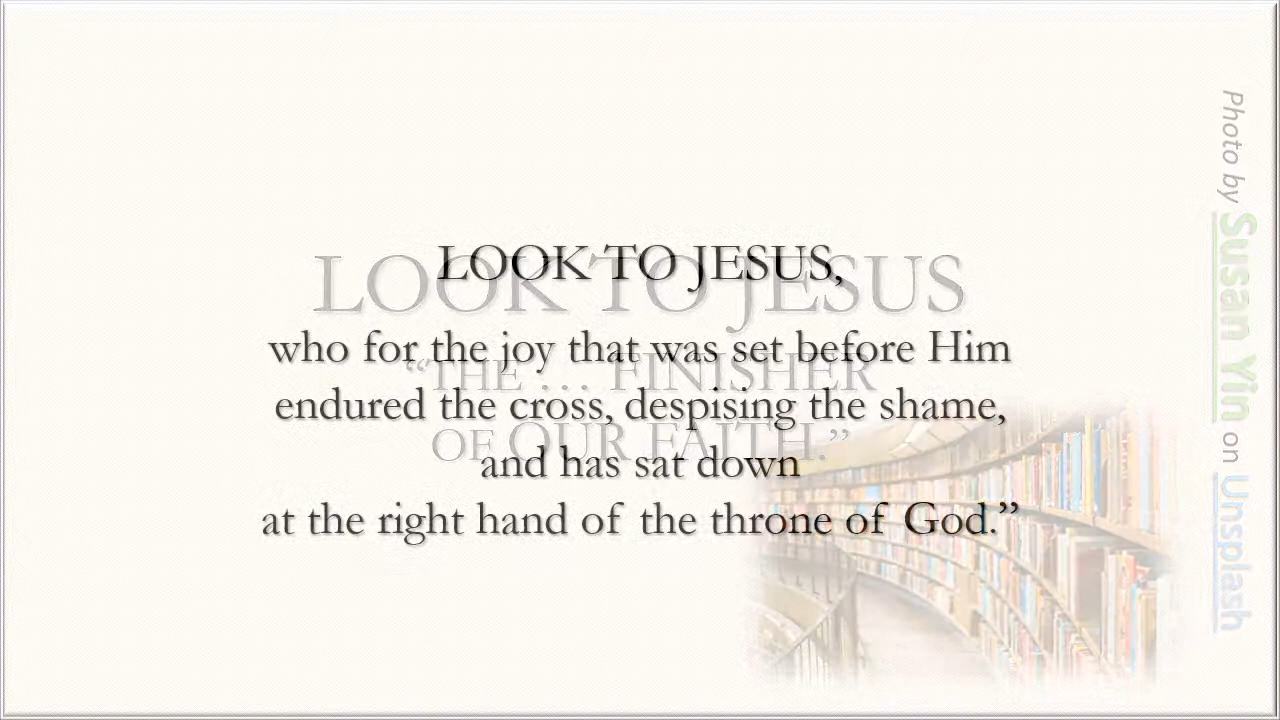 LOOK TO JESUS,
who for the joy that was set before Him
endured the cross, despising the shame,
and has sat down
at the right hand of the throne of God.”
LOOK TO JESUS
“THE … FINISHER
OF OUR FAITH.”
Photo by Susan Yin on Unsplash